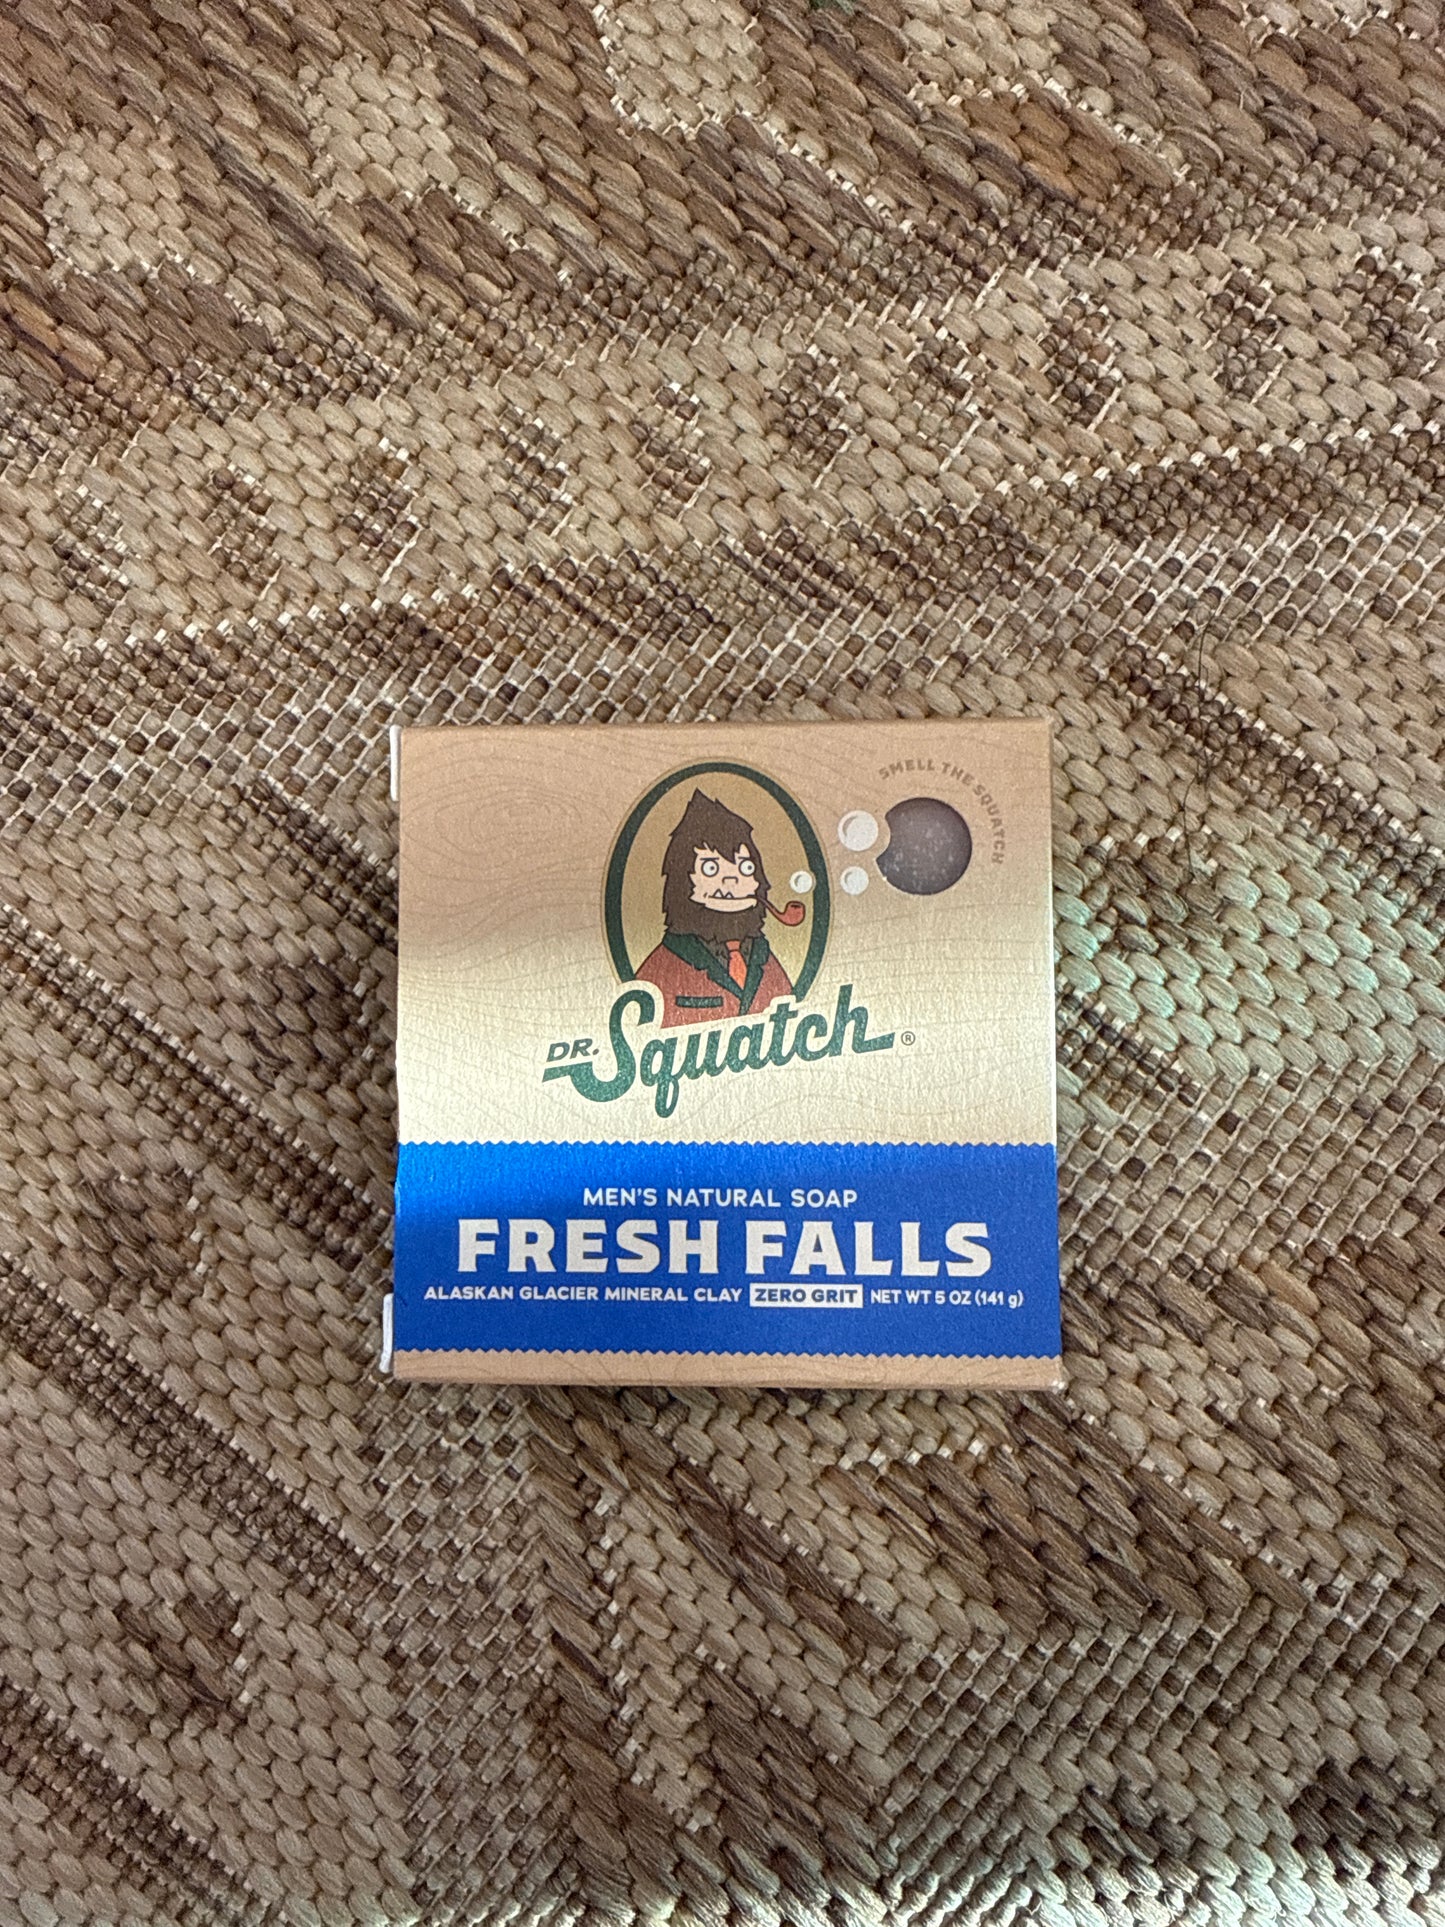 SMELL THE SQUATCH
DR. Squatch®
MEN'S NATURAL SOAP
FRESH FALLS
ALASKAN GLACIER MINERAL CLAY ZERO GRIT NET WT 5 OZ (141 g)